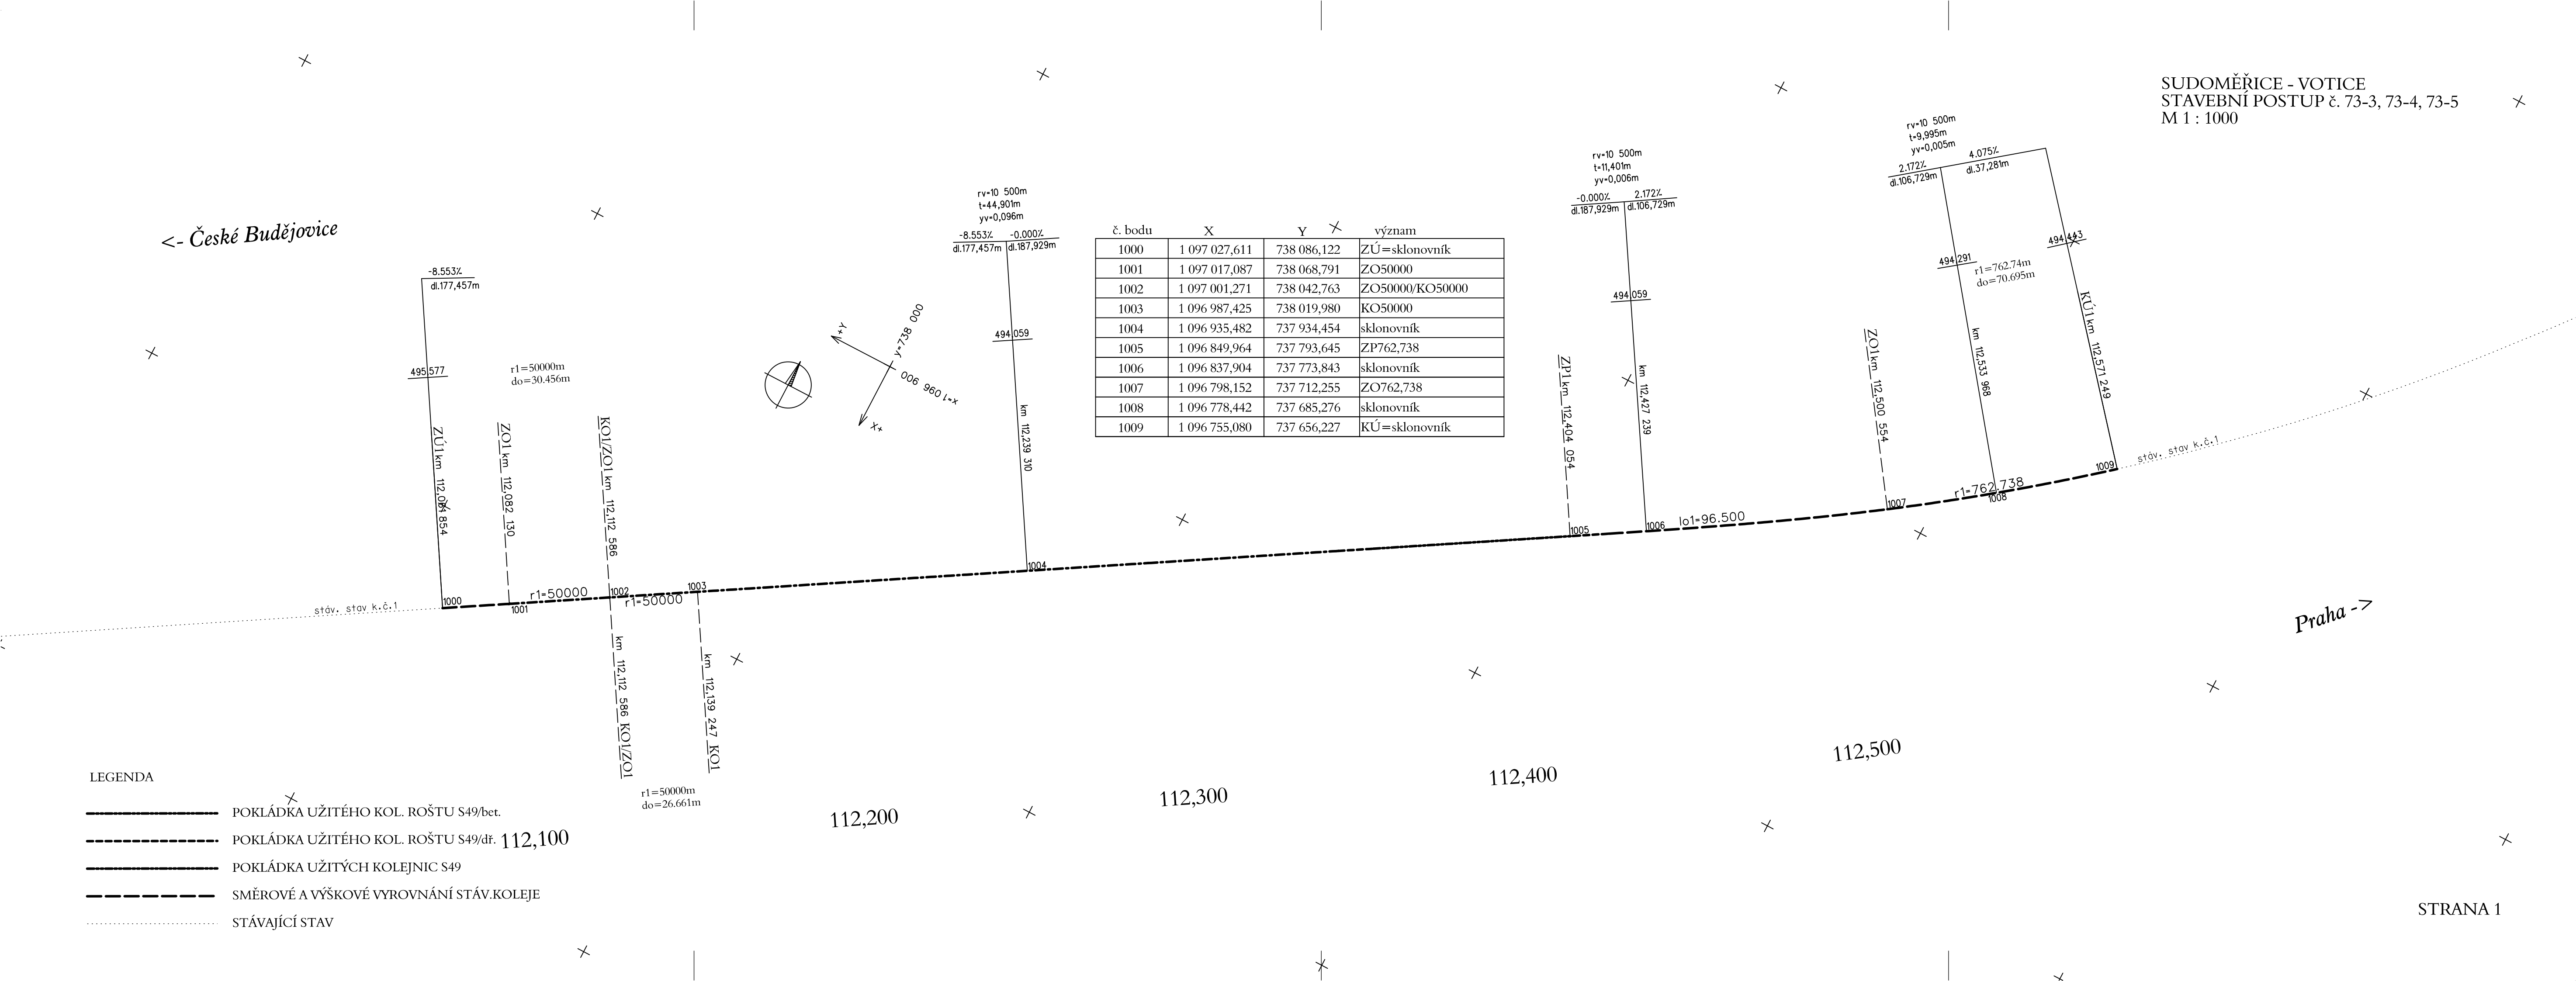 SUDOMĚŘICE - VOTICE
STAVEBNÍ POSTUP č. 73-3, 73-4, 73-5
M 1 : 1000
<- České Budějovice
-8.553%
dl.177,457m
495,577
ZÚ1 km 112,061 854
r1=50000m
do=30.456m
ZO1 km 112,082 130
KO1/ZO1 km 112,112 586
+Y
y=738 000
x=1 096 900
X+
rv=10 500m
t=44,901m
yv=0,096m
-8.553% -0.000%
dl.177,457m dl.187,929m
494,059
km 112,239 310
č. bodu X Y význam
1000 1 097 027,611 738 086,122 ZÚ=sklonovník
1001 1 097 017,087 738 068,791 ZO50000
1002 1 097 001,271 738 042,763 ZO50000/KO50000
1003 1 096 987,425 738 019,980 KO50000
1004 1 096 935,482 737 934,454 sklonovník
1005 1 096 849,964 737 793,645 ZP762,738
1006 1 096 837,904 737 773,843 sklonovník
1007 1 096 798,152 737 712,255 ZO762,738
1008 1 096 778,442 737 685,276 sklonovník
1009 1 096 755,080 737 656,227 KÚ=sklonovník
rv=10 500m
t=11,401m
yv=0,006m
-0.000% 2.172%
dl.187,929m dl.106,729m
494,059
ZP1 km 112,404 054
km 112,427 239
rv=10 500m
t=9,995m
yv=0,005m
2.172% 4.075%
dl.106,729m dl.37,281m
494,291
r1=762.74m
do=70.695m
494,443
ZO1 km 112,500 554
km 112,533 968
KÚ1 km 112,571 249
stáv. stav k.č.1
1000
1001
r1=50000
1002
r1=50000
1003
1004
1005
1006
lo1=96.500
1007
r1=762.738
1008
1009
stáv. stav k.č.1
km 112,112 586 KO1/ZO1
km 112,139 247 KO1
r1=50000m
do=26.661m
Praha ->
112,100
112,200
112,300
112,400
112,500
LEGENDA
POKLÁDKA UŽITÉHO KOL. ROŠTU S49/bet.
POKLÁDKA UŽITÉHO KOL. ROŠTU S49/dř.
POKLÁDKA UŽITÝCH KOLEJNIC S49
SMĚROVÉ A VÝŠKOVÉ VYROVNÁNÍ STÁV.KOLEJE
STÁVAJÍCÍ STAV
STRANA 1